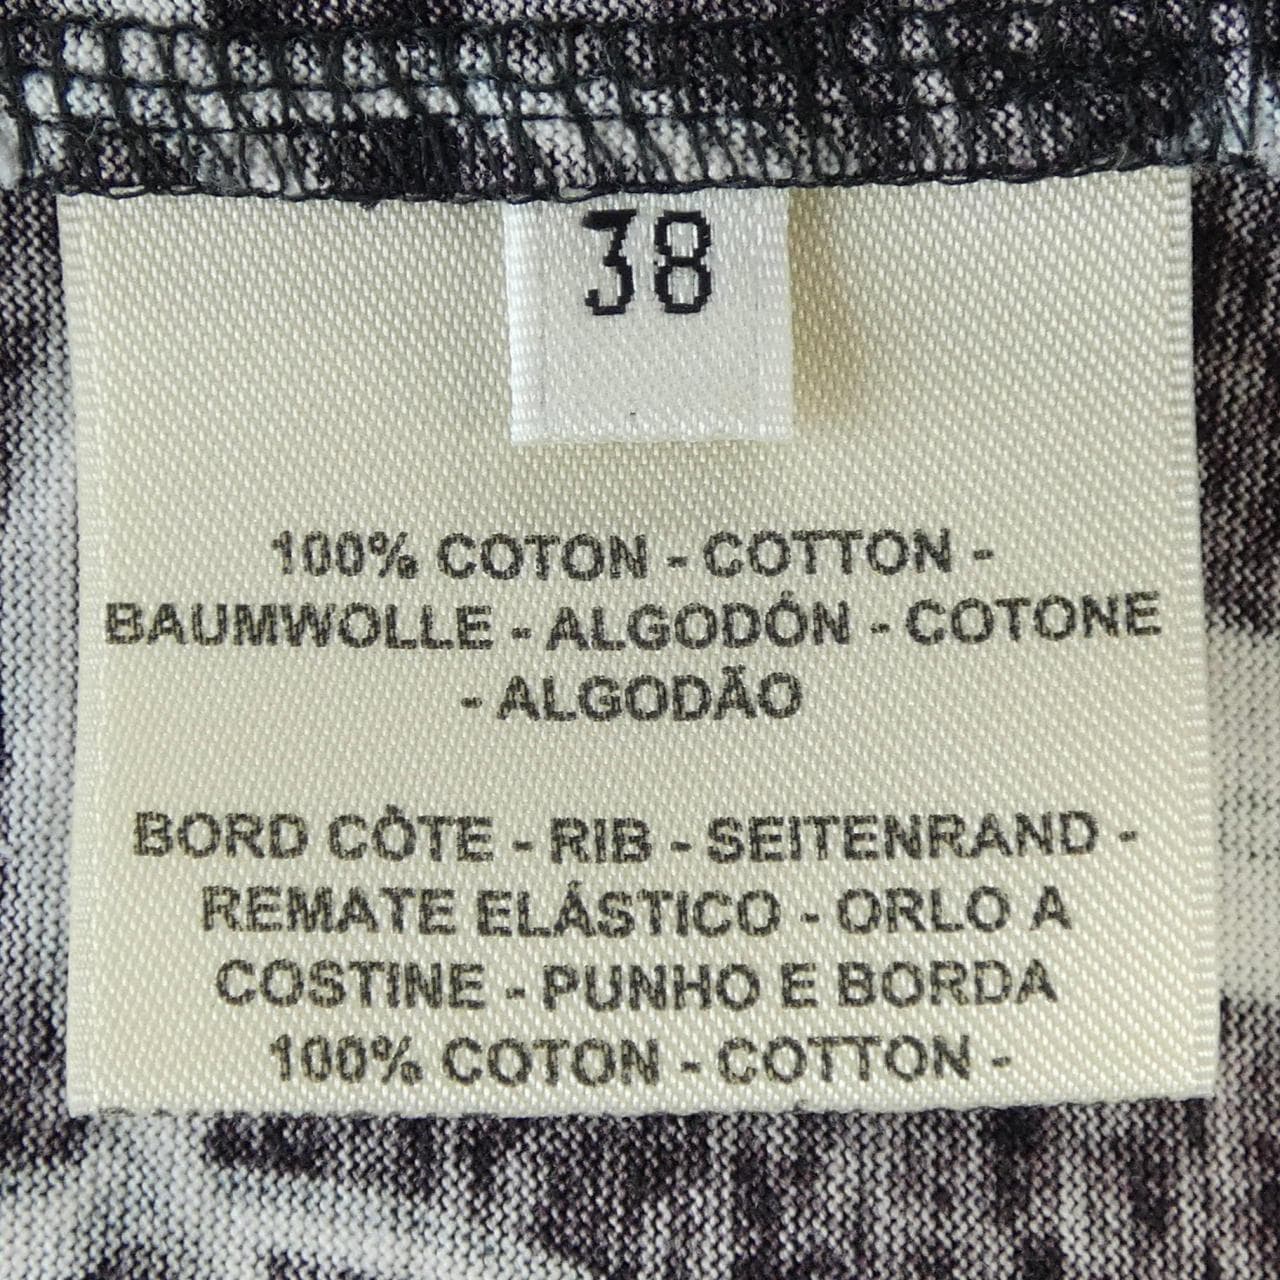 38
100% COTON - COTTON -
BAUMWOLLE - ALGODÓN - COTONE
- ALGODÃO
BORD CÔTE - RIB - SEITENRAND -
REMATE ELÁSTICO - ORLO A
COSTINE - PUNHO E BORDA
100% COTON - COTTON -